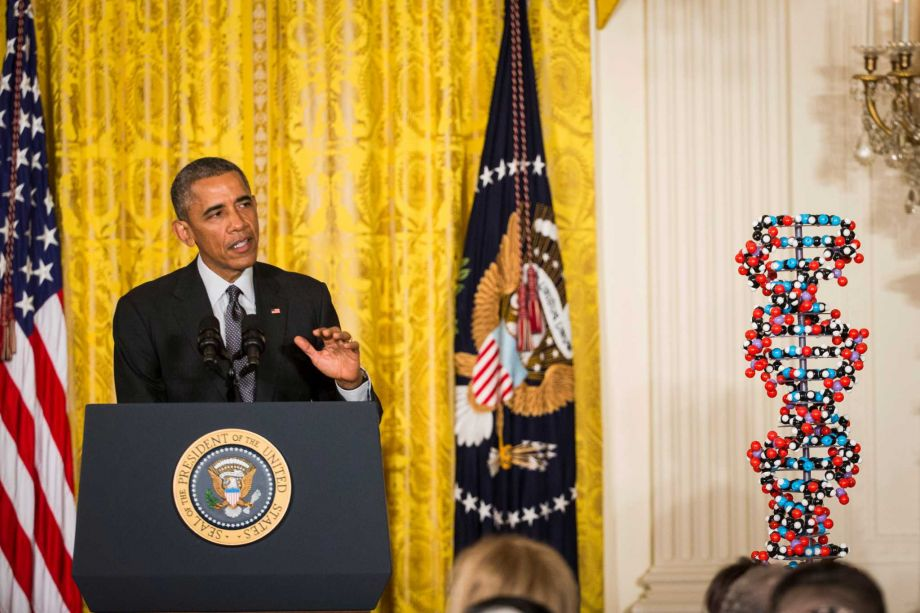 SEAL OF THE PRESIDENT OF THE UNITED STATES